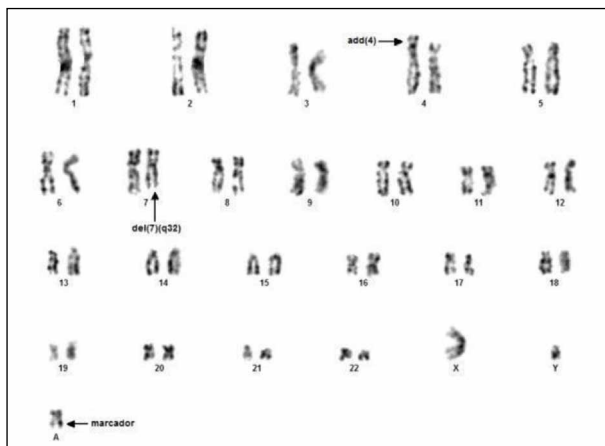 add(4)
1 2 3 4 5
6 7 8 9 10 11 12
del(7)(q32)
13 14 15 16 17 18
19 20 21 22 X Y
marcador
A